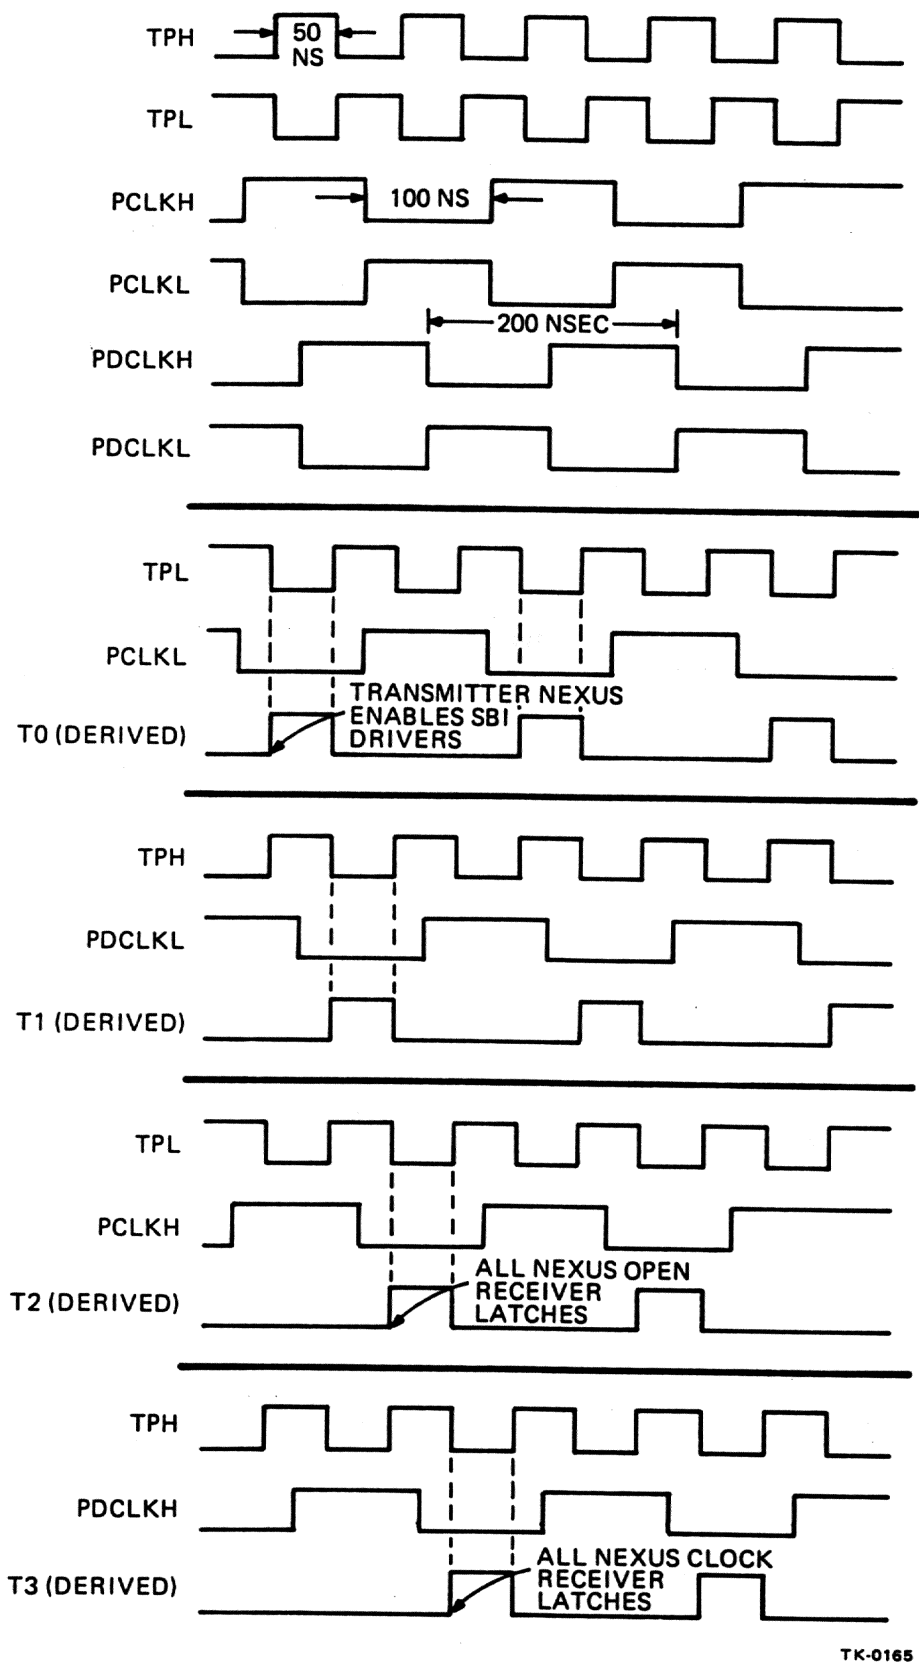 TPH
50
NS
TPL
PCLKH
100 NS
PCLKL
200 NSEC
PDCLKH
PDCLKL
TPL
PCLKL
TRANSMITTER NEXUS
ENABLES SBI
DRIVERS
T0 (DERIVED)
TPH
PDCLKL
T1 (DERIVED)
TPL
PCLKH
ALL NEXUS OPEN
RECEIVER
LATCHES
T2 (DERIVED)
TPH
PDCLKH
ALL NEXUS CLOCK
RECEIVER
LATCHES
T3 (DERIVED)
TK-0165